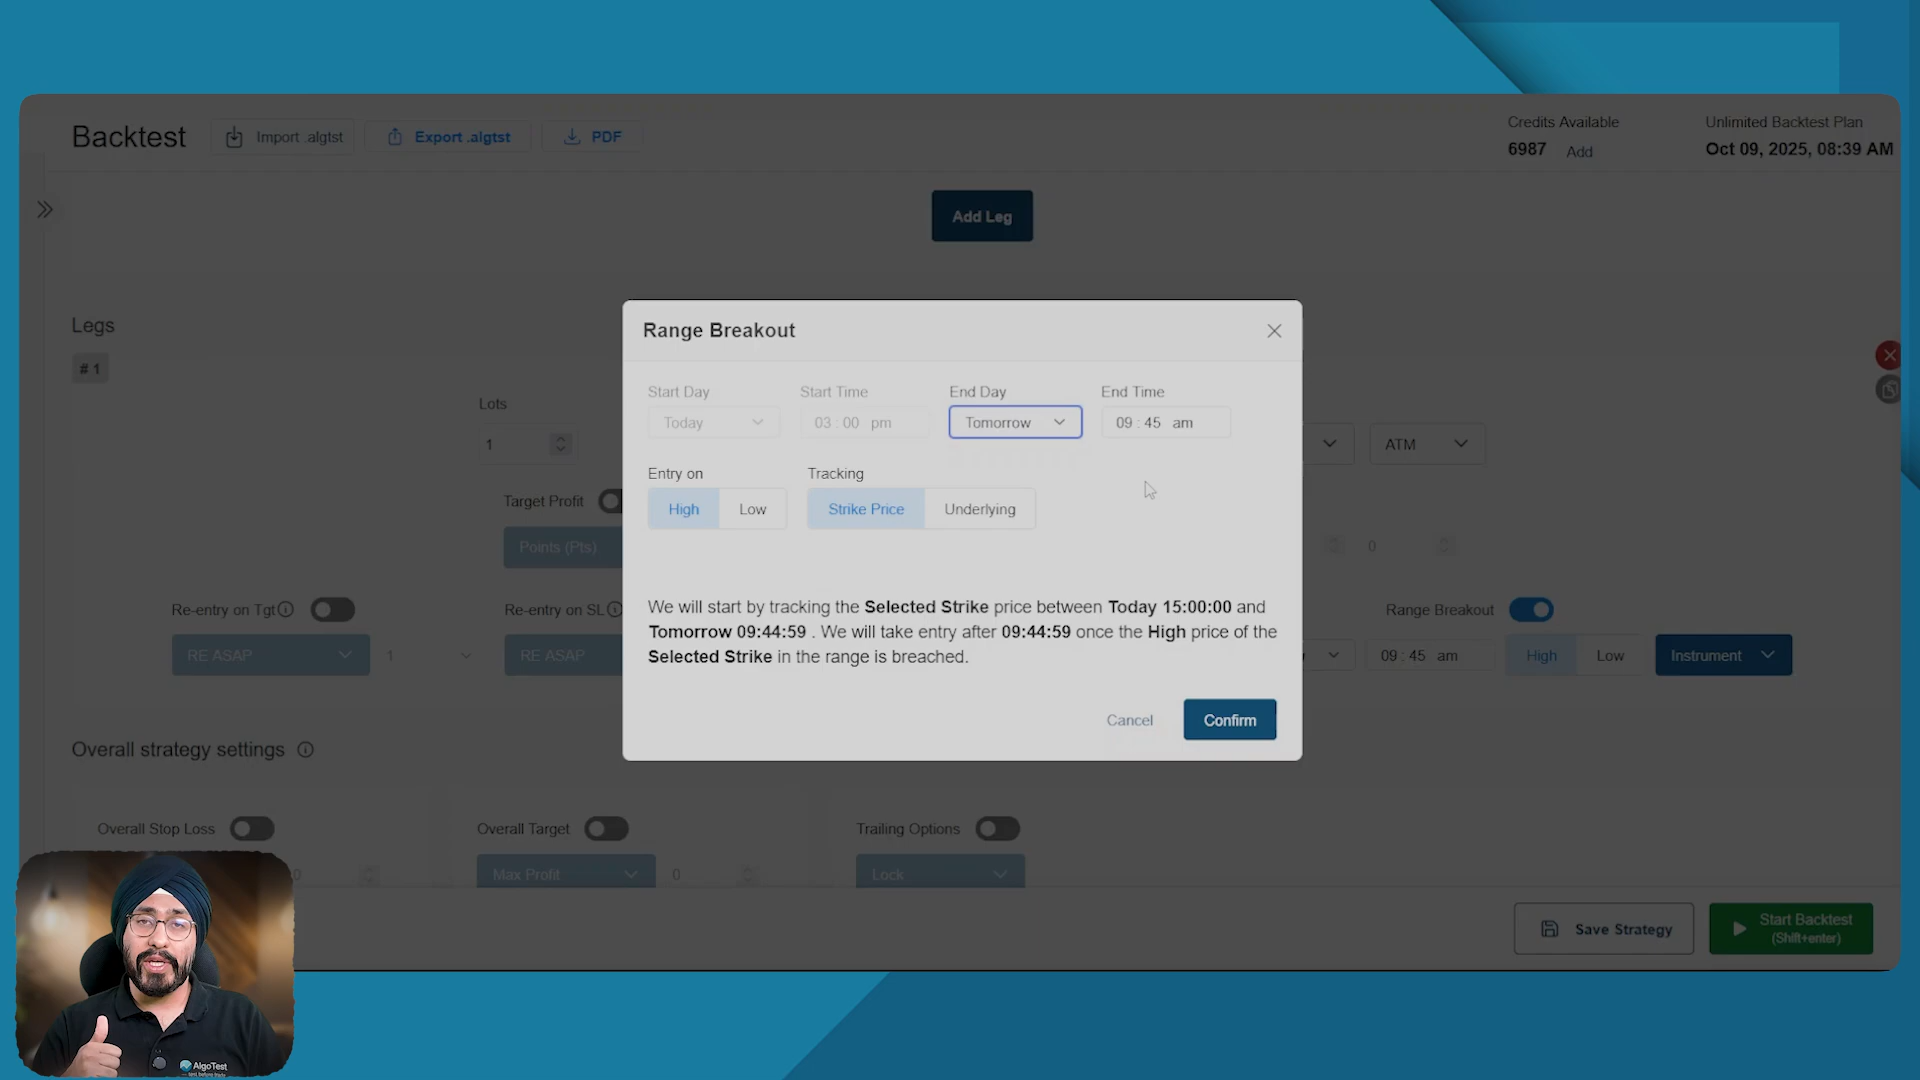 Backtest
Import .algtst
Export .algtst
PDF
Credits Available
6987 Add
Unlimited Backtest Plan
Oct 09, 2025, 08:39 AM
Add Leg
Legs
# 1
Lots
1
ATM
Target Profit
Points (Pts)
0
Re-entry on Tgt
RE ASAP
1
Re-entry on SL
RE ASAP
Range Breakout
09 : 45 am
High
Low
Instrument
Range Breakout
Start Day
Start Time
End Day
End Time
Today
03 : 00 pm
Tomorrow
09 : 45 am
Entry on
Tracking
High
Low
Strike Price
Underlying
We will start by tracking the Selected Strike price between Today 15:00:00 and
Tomorrow 09:44:59 . We will take entry after 09:44:59 once the High price of the
Selected Strike in the range is breached.
Cancel
Confirm
Overall strategy settings
Overall Stop Loss
0
Overall Target
Max Profit
0
Trailing Options
Lock
Save Strategy
Start Backtest
(Shift+enter)
AlgoTest